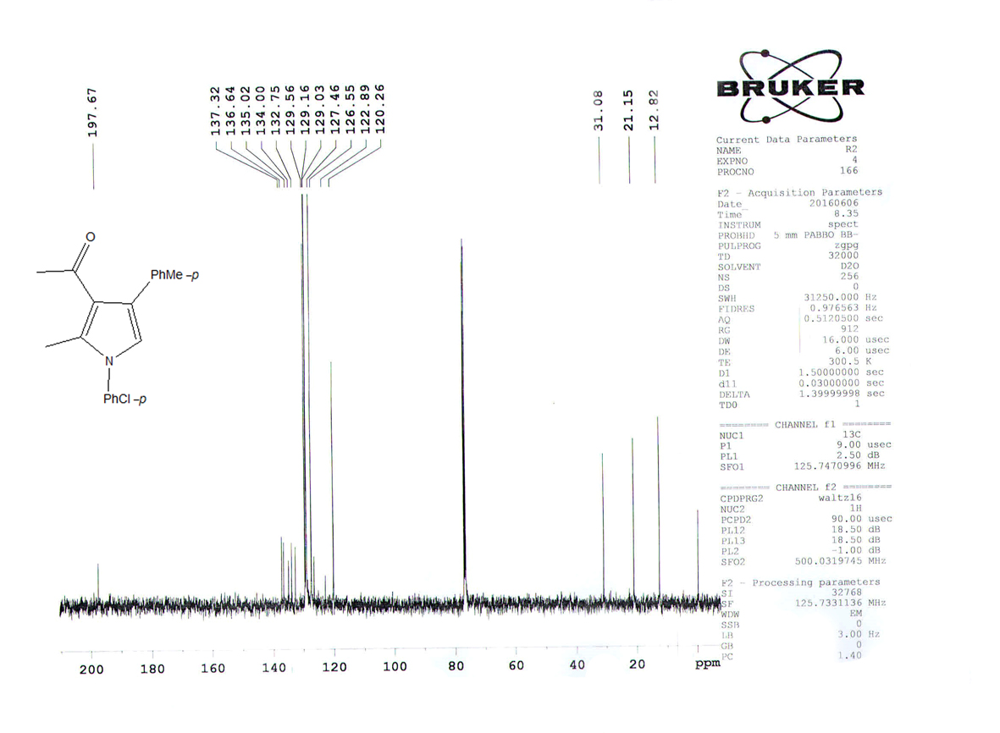 197.67
137.32
136.64
135.02
134.00
132.75
129.56
129.16
129.03
127.46
126.55
122.89
120.26
31.08
21.15
12.82
O
PhMe -p
N
PhCl -p
200 180 160 140 120 100 80 60 40 20 ppm
BRUKER
Current Data Parameters
NAME R2
EXPNO 4
PROCNO 166
F2 - Acquisition Parameters
Date_ 20160606
Time 8.35
INSTRUM spect
PROBHD 5 mm PABBO BB-
PULPROG zgpg
TD 32000
SOLVENT D2O
NS 256
DS 0
SWH 31250.000 Hz
FIDRES 0.976563 Hz
AQ 0.5120500 sec
RG 912
DW 16.000 usec
DE 6.00 usec
TE 300.5 K
D1 1.50000000 sec
d11 0.03000000 sec
DELTA 1.39999998 sec
TD0 1
======== CHANNEL f1 ========
NUC1 13C
P1 9.00 usec
PL1 2.50 dB
SFO1 125.7470996 MHz
======== CHANNEL f2 ========
CPDPRG2 waltz16
NUC2 1H
PCPD2 90.00 usec
PL12 18.50 dB
PL13 18.50 dB
PL2 -1.00 dB
SFO2 500.0319745 MHz
F2 - Processing parameters
SI 32768
SF 125.7331136 MHz
WDW EM
SSB 0
LB 3.00 Hz
GB 0
PC 1.40